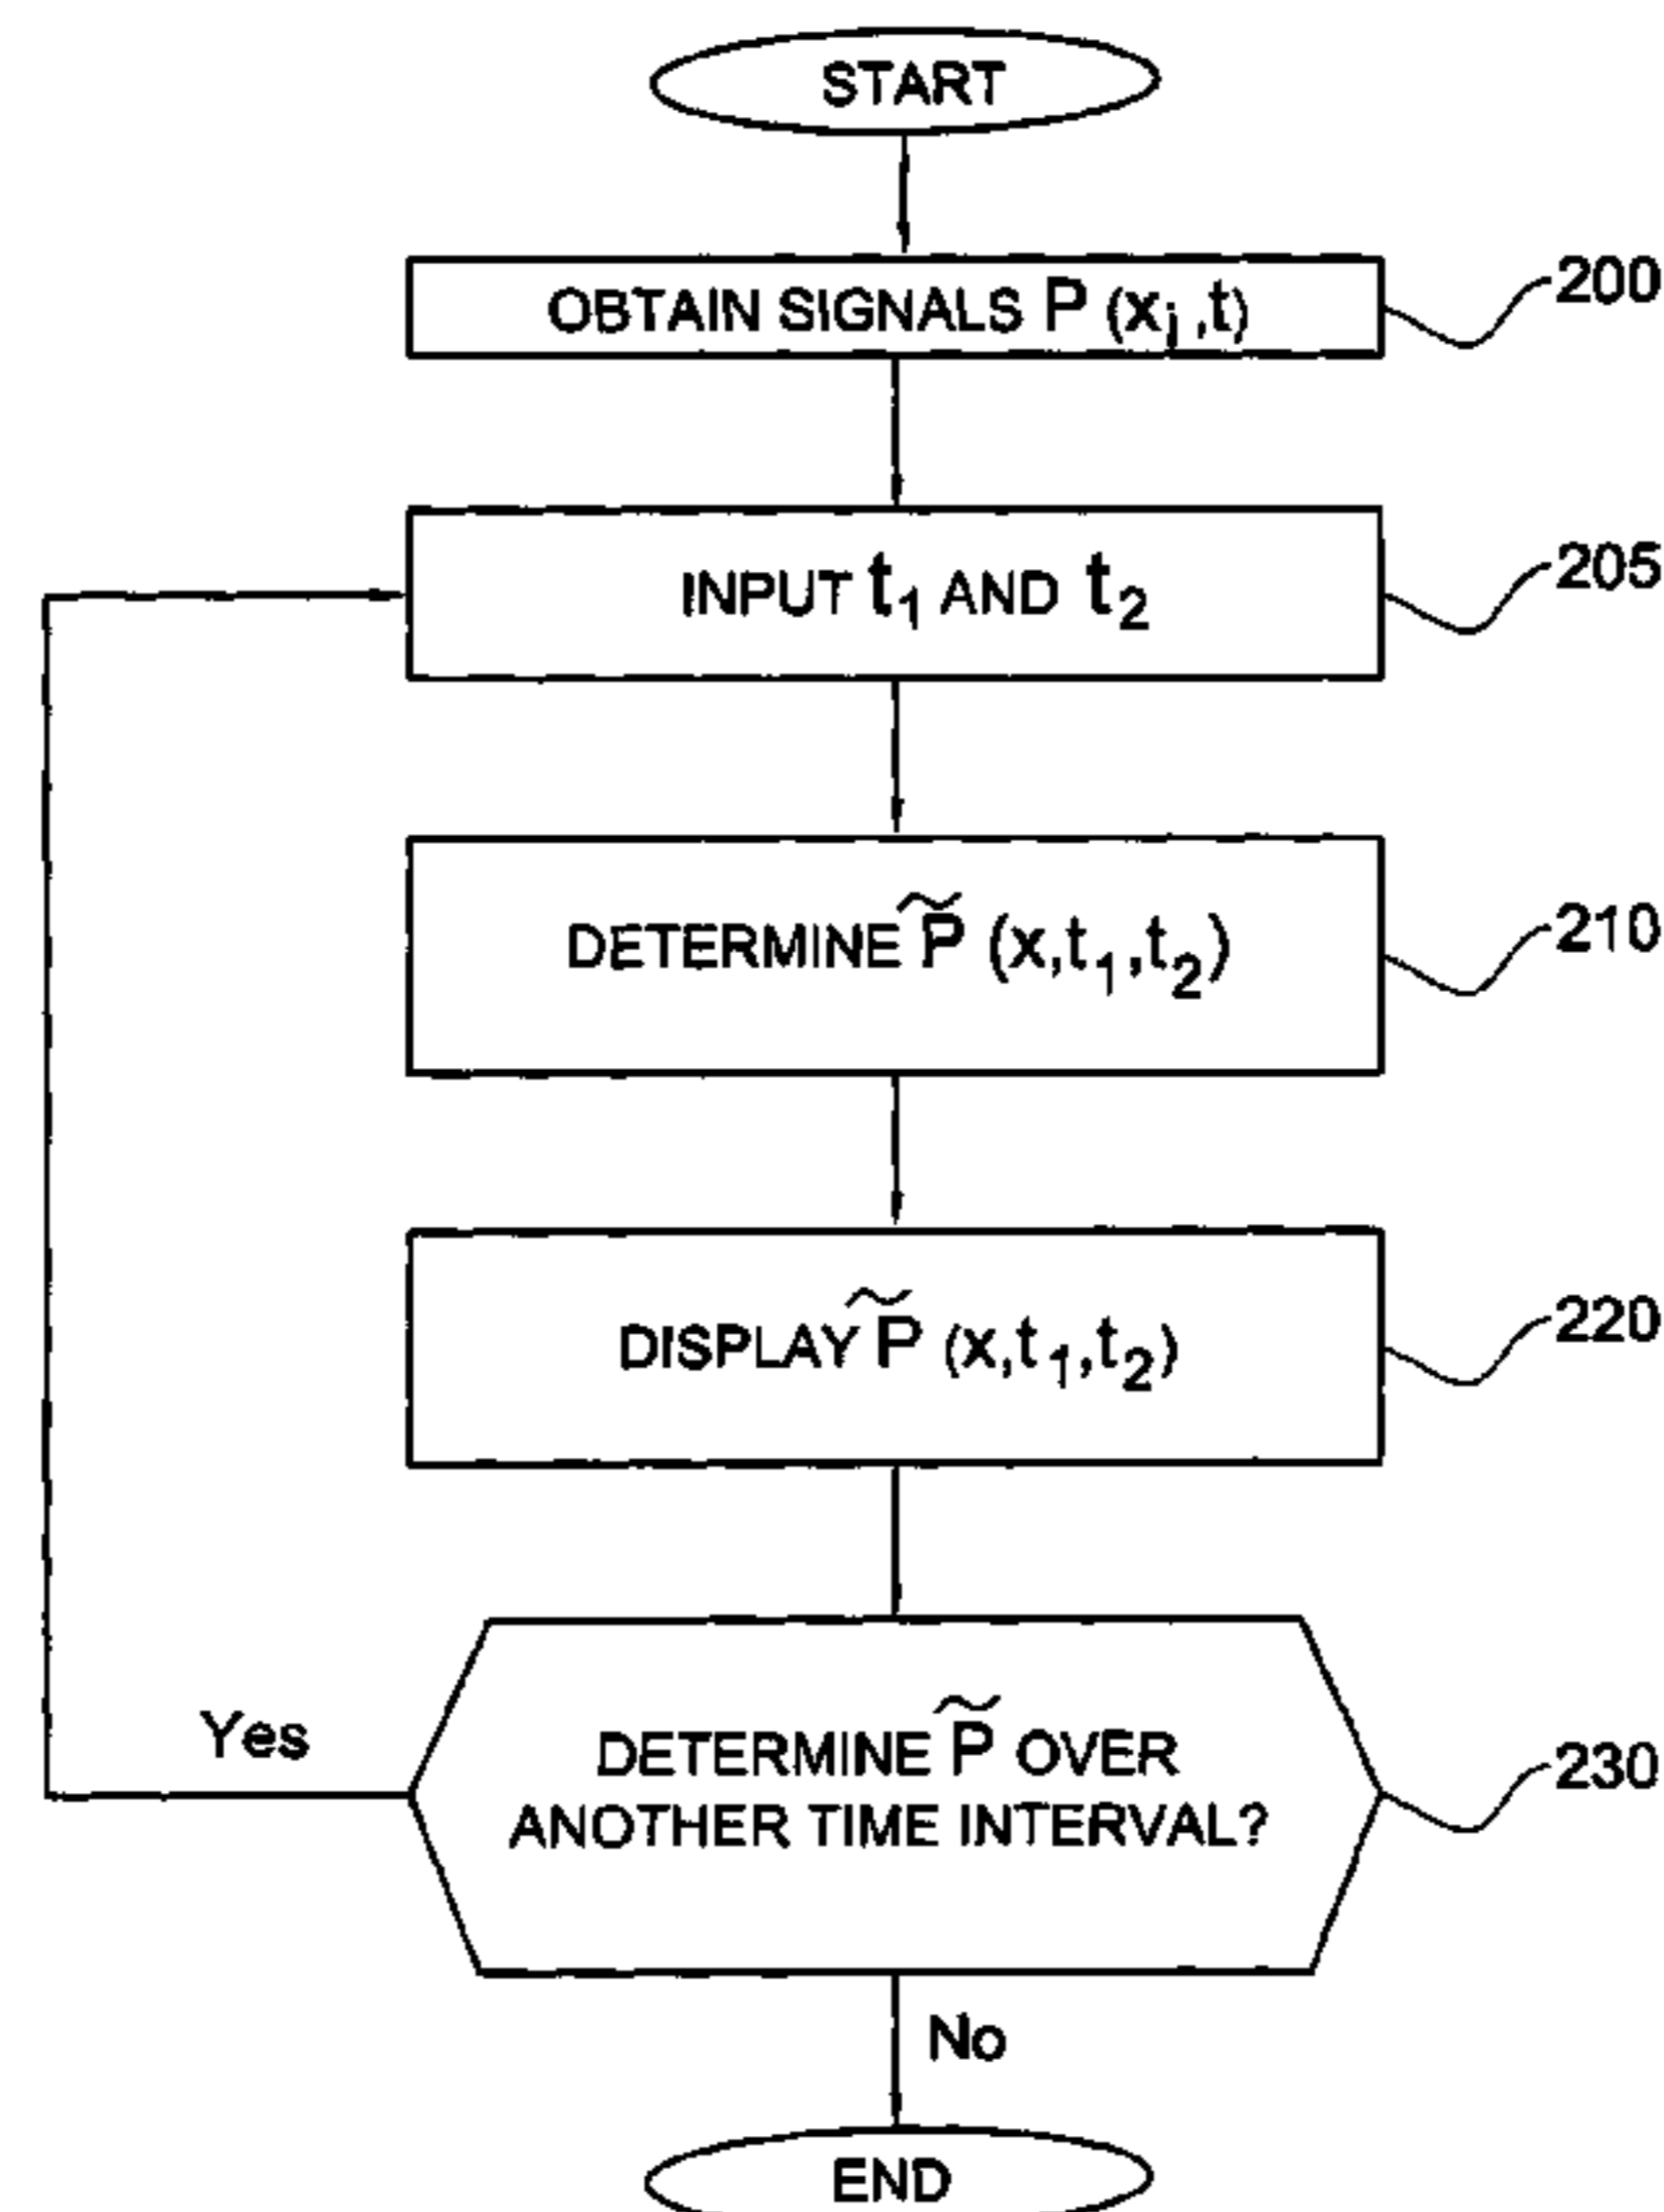 START
OBTAIN SIGNALS P (xi,t)
200
INPUT t1 AND t2
205
DETERMINE P̃ (x,t1,t2)
210
DISPLAY P̃ (x,t1,t2)
220
Yes
DETERMINE P̃ OVER
ANOTHER TIME INTERVAL?
230
No
END